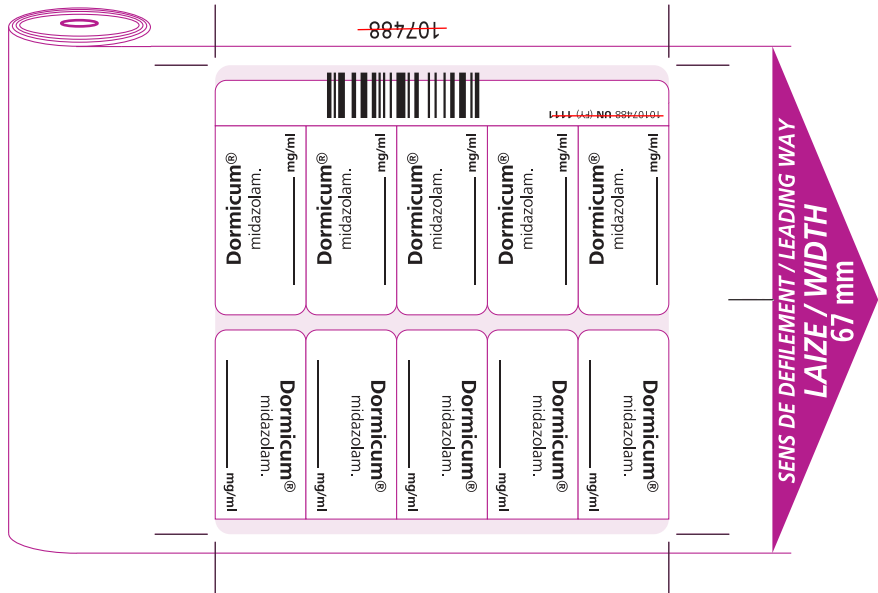 107488
10107488 UN (FY) 1111
Dormicum®
midazolam.
mg/ml
Dormicum®
midazolam.
mg/ml
Dormicum®
midazolam.
mg/ml
Dormicum®
midazolam.
mg/ml
Dormicum®
midazolam.
mg/ml
Dormicum®
midazolam.
mg/ml
Dormicum®
midazolam.
mg/ml
Dormicum®
midazolam.
mg/ml
Dormicum®
midazolam.
mg/ml
Dormicum®
midazolam.
mg/ml
SENS DE DEFILEMENT / LEADING WAY
LAIZE / WIDTH
67 mm